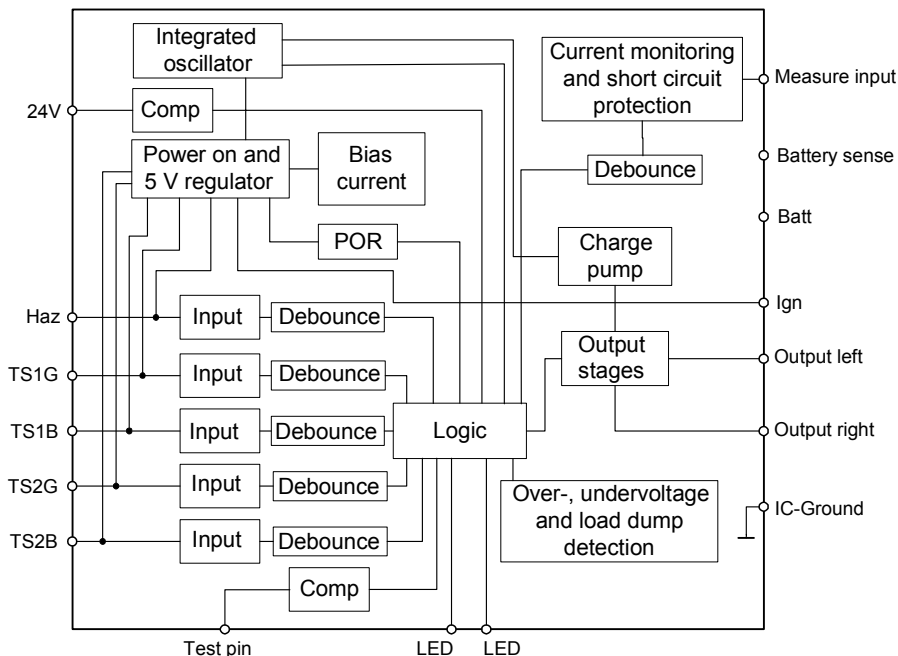 Integrated
oscillator
Current monitoring
and short circuit
protection
Measure input
24V
Comp
Power on and
5 V regulator
Bias
current
Debounce
Battery sense
Batt
POR
Charge
pump
Ign
Haz
Input
Debounce
Output
stages
Output left
TS1G
Input
Debounce
TS1B
Input
Debounce
Logic
Output right
TS2G
Input
Debounce
Over-, undervoltage
and load dump
detection
IC-Ground
TS2B
Input
Debounce
Comp
Test pin
LED
LED